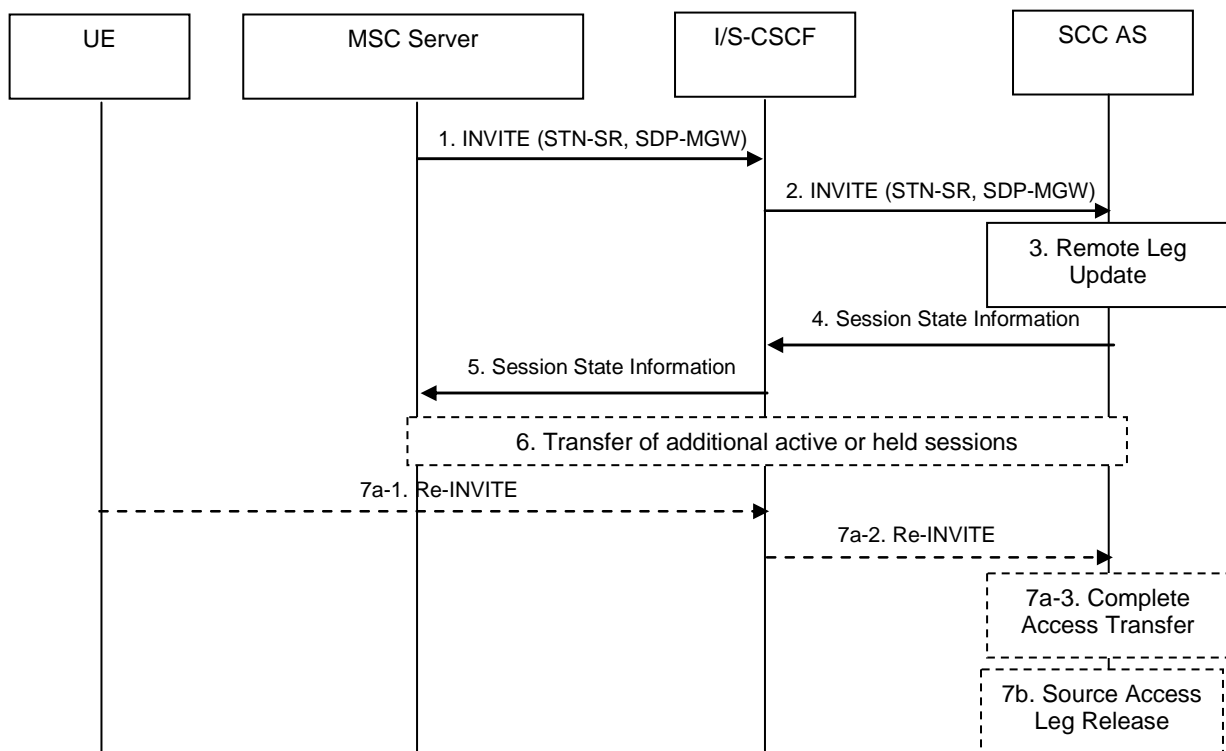 UE
MSC Server
I/S-CSCF
SCC AS
1. INVITE (STN-SR, SDP-MGW)
2. INVITE (STN-SR, SDP-MGW)
3. Remote Leg
Update
4. Session State Information
5. Session State Information
6. Transfer of additional active or held sessions
7a-1. Re-INVITE
7a-2. Re-INVITE
7a-3. Complete
Access Transfer
7b. Source Access
Leg Release